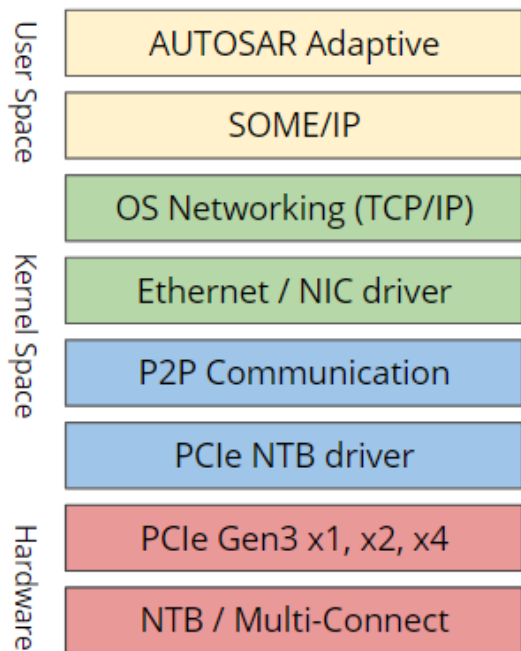 User Space
AUTOSAR Adaptive
SOME/IP
Kernel Space
OS Networking (TCP/IP)
Ethernet / NIC driver
P2P Communication
PCIe NTB driver
Hardware
PCIe Gen3 x1, x2, x4
NTB / Multi-Connect